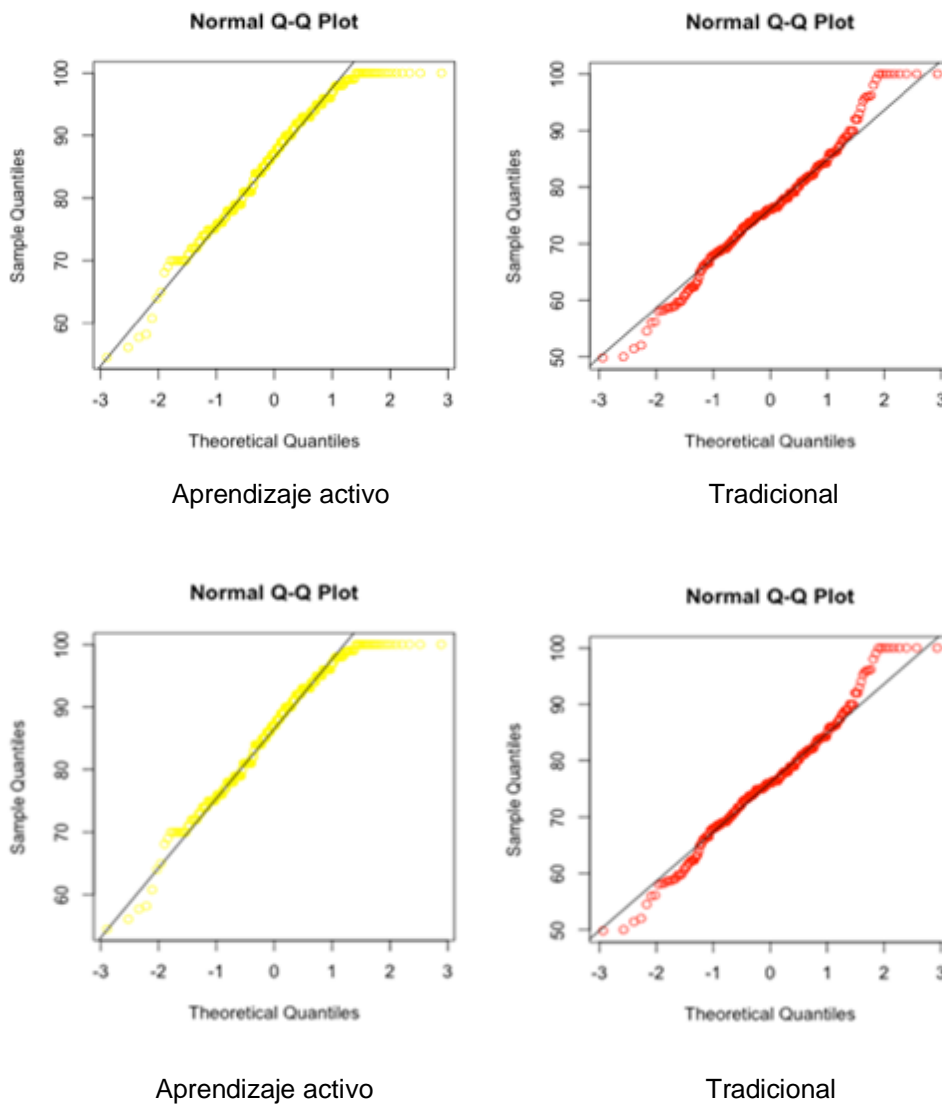 Normal Q-Q Plot
Normal Q-Q Plot
Sample Quantiles
100
90
80
70
60
-3 -2 -1 0 1 2 3
Theoretical Quantiles
Sample Quantiles
100
90
80
70
60
50
-3 -2 -1 0 1 2 3
Theoretical Quantiles
Aprendizaje activo
Tradicional
Normal Q-Q Plot
Normal Q-Q Plot
Sample Quantiles
100
90
80
70
60
-3 -2 -1 0 1 2 3
Theoretical Quantiles
Sample Quantiles
100
90
80
70
60
50
-3 -2 -1 0 1 2 3
Theoretical Quantiles
Aprendizaje activo
Tradicional